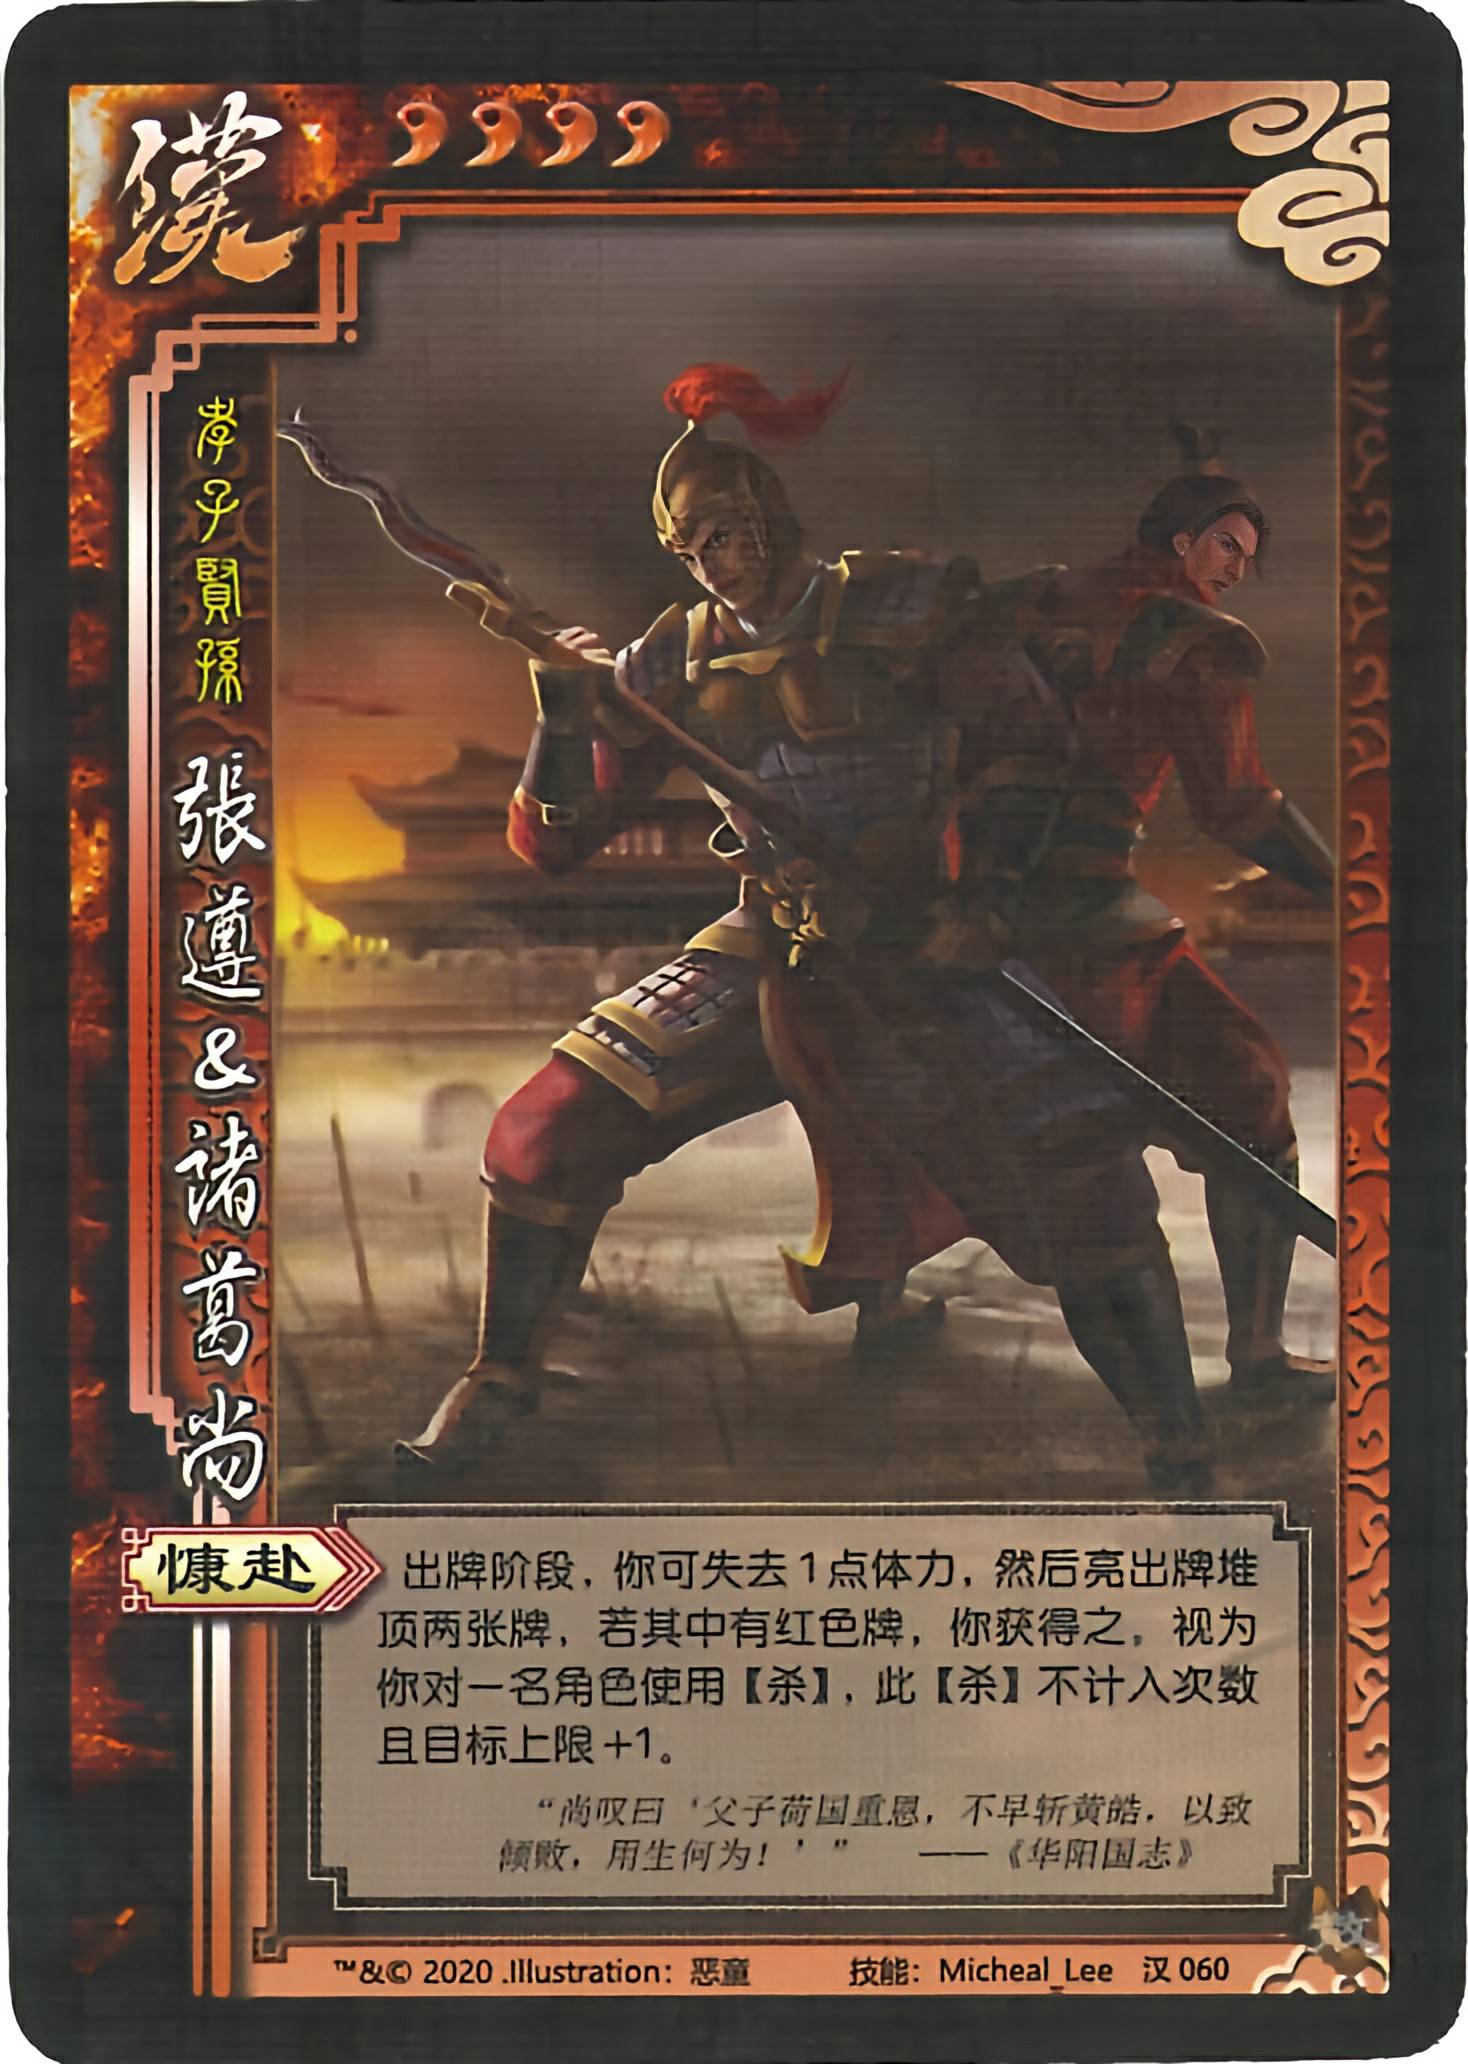 漢
孝子賢孫
張遵&諸葛尚
慷赴
出牌阶段，你可失去1点体力，然后亮出牌堆
顶两张牌，若其中有红色牌，你获得之，视为
你对一名角色使用【杀】，此【杀】不计入次数
且目标上限+1。
“尚叹曰‘父子荷国重恩，不早斩黄皓，以致
倾败，用生何为！’” ——《华阳国志》
™&© 2020 .Illustration：恶童 技能：Micheal_Lee 汉 060